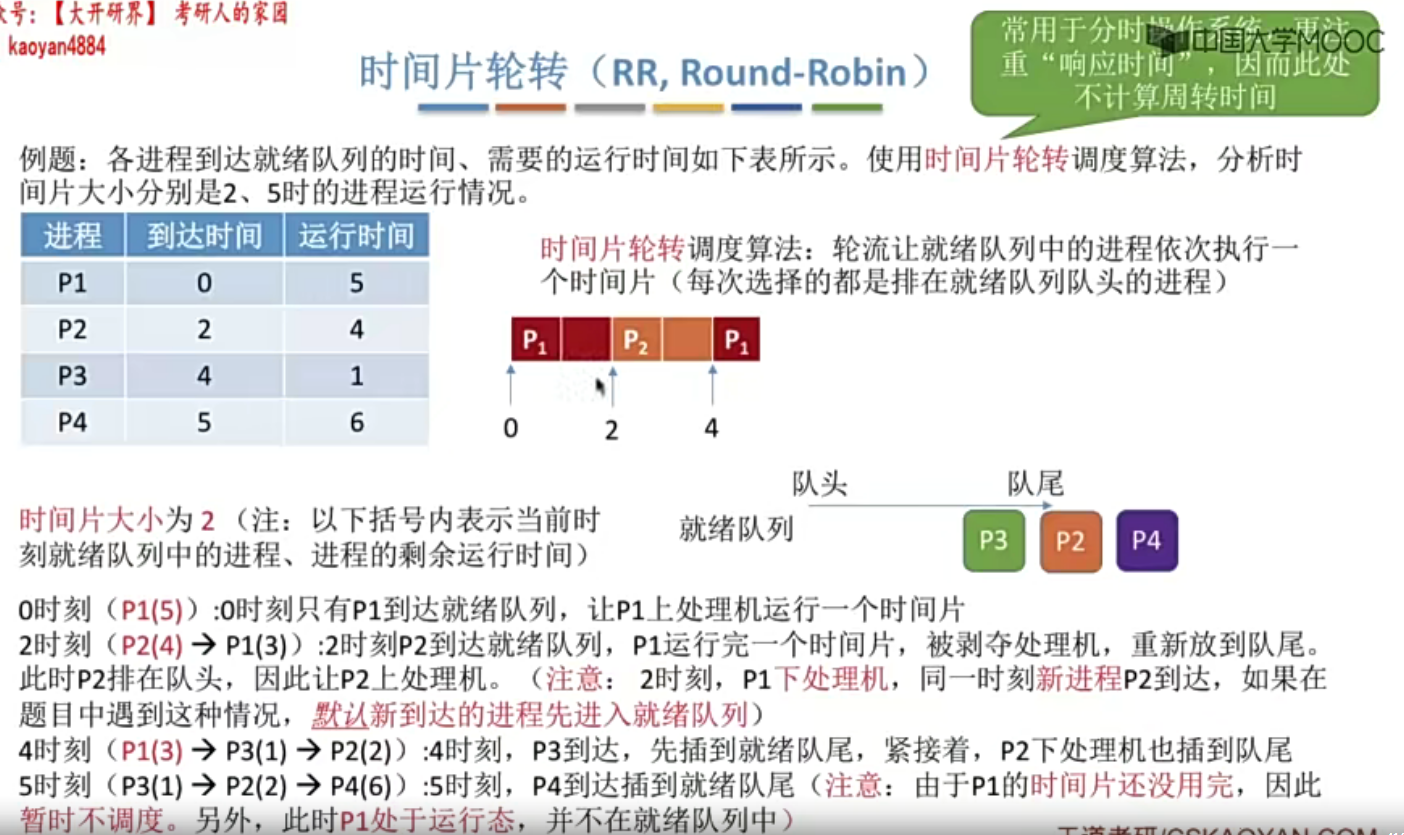 众号：【大开研界】 考研人的家园
kaoyan4884
时间片轮转（RR, Round-Robin）
常用于分时操作系统，更注
重“响应时间”，因而此处
不计算周转时间
中国大学MOOC
例题：各进程到达就绪队列的时间、需要的运行时间如下表所示。使用时间片轮转调度算法，分析时
间片大小分别是2、5时的进程运行情况。
进程 到达时间 运行时间
P1 0 5
P2 2 4
P3 4 1
P4 5 6
时间片轮转调度算法：轮流让就绪队列中的进程依次执行一
个时间片（每次选择的都是排在就绪队列队头的进程）
P1 P2 P1
0 2 4
队头 队尾
就绪队列 P3 P2 P4
时间片大小为 2 （注：以下括号内表示当前时
刻就绪队列中的进程、进程的剩余运行时间）
0时刻（P1(5)）:0时刻只有P1到达就绪队列，让P1上处理机运行一个时间片
2时刻（P2(4) → P1(3)）:2时刻P2到达就绪队列，P1运行完一个时间片，被剥夺处理机，重新放到队尾。
此时P2排在队头，因此让P2上处理机。（注意： 2时刻，P1下处理机，同一时刻新进程P2到达，如果在
题目中遇到这种情况，默认新到达的进程先进入就绪队列）
4时刻（P1(3) → P3(1) → P2(2)）:4时刻，P3到达，先插到就绪队尾，紧接着，P2下处理机也插到队尾
5时刻（P3(1) → P2(2) → P4(6)）:5时刻，P4到达插到就绪队尾（注意：由于P1的时间片还没用完，因此
暂时不调度。另外，此时P1处于运行态，并不在就绪队列中）
王道考研/CSKAOYAN.COM